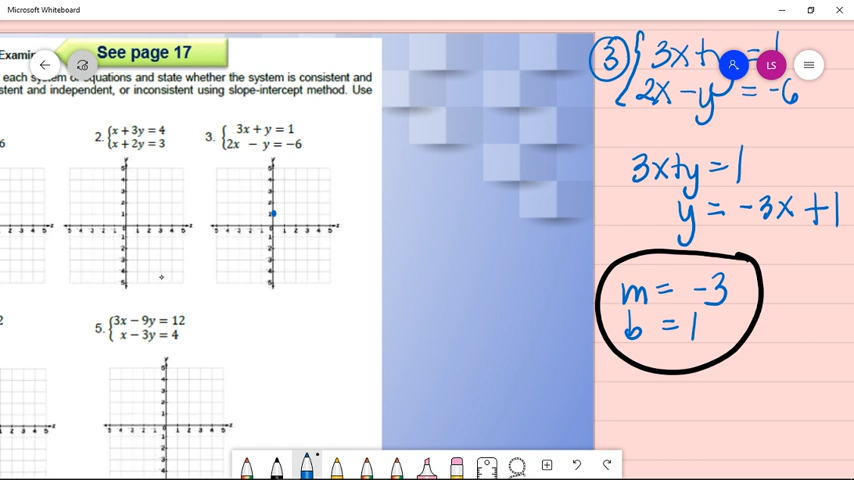 Microsoft Whiteboard
See page 17
each system of equations and state whether the system is consistent and
stent and independent, or inconsistent using slope-intercept method. Use
2. {x + 3y = 4
x + 2y = 3
3. { 3x + y = 1
2x − y = −6
5. {3x − 9y = 12
x − 3y = 4
LS
③ { 3x + y = 1
2x − y = −6
3x + y = 1
y = −3x + 1
m = −3
b = 1